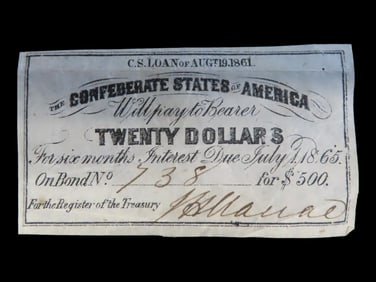 C.S. LOAN OF AUGT. 19, 1861.
THE CONFEDERATE STATES OF AMERICA
Will pay to Bearer
TWENTY DOLLARS
For six months Interest Due July 1, 1865.
On Bond No. 738 for $500.
For the Register of the Treasury